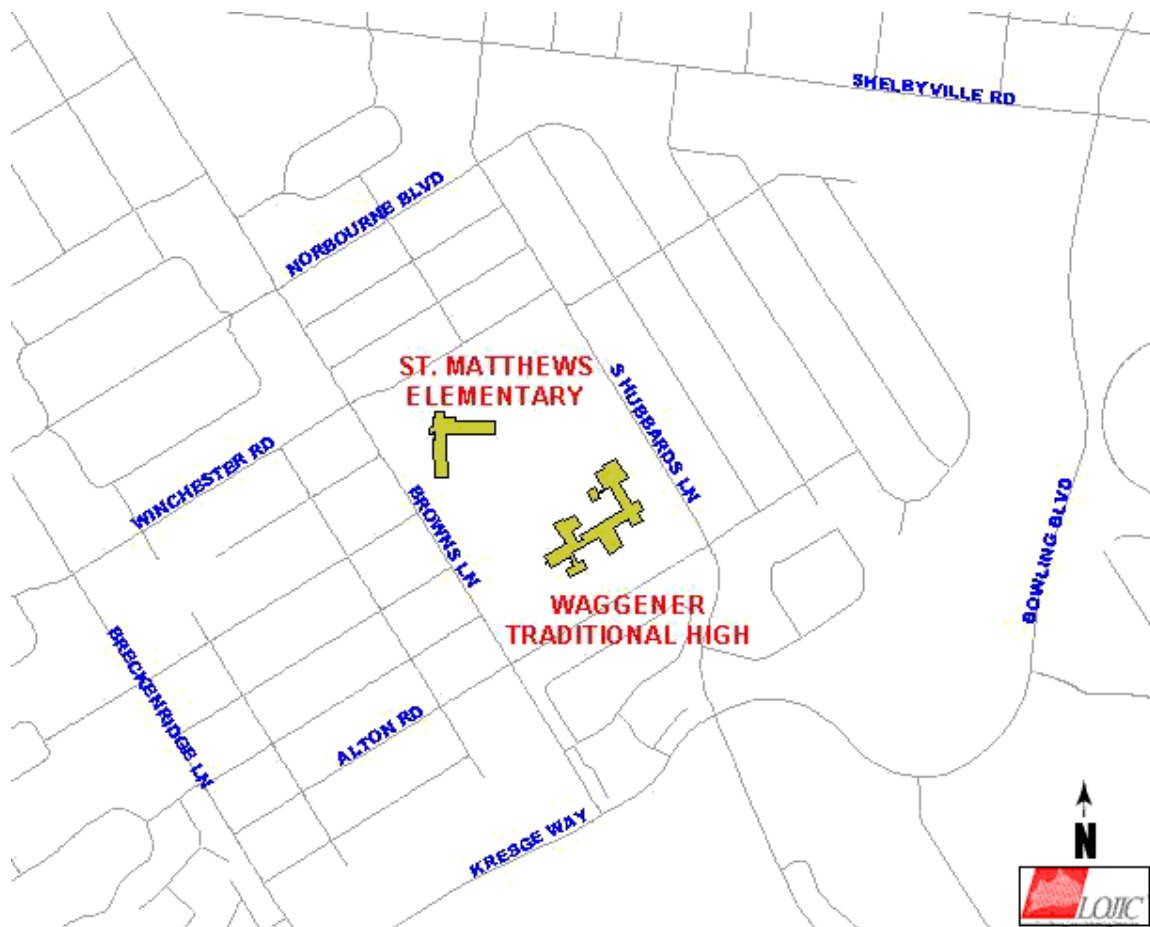 SHELBYVILLE RD
NORBOURNE BLVD
ST. MATTHEWS
ELEMENTARY
S HUBBARDS LN
WINCHESTER RD
BROWNS LN
BOWLING BLVD
WAGGENER
TRADITIONAL HIGH
BRECKENRIDGE LN
ALTON RD
KRESGE WAY
N
LOJIC